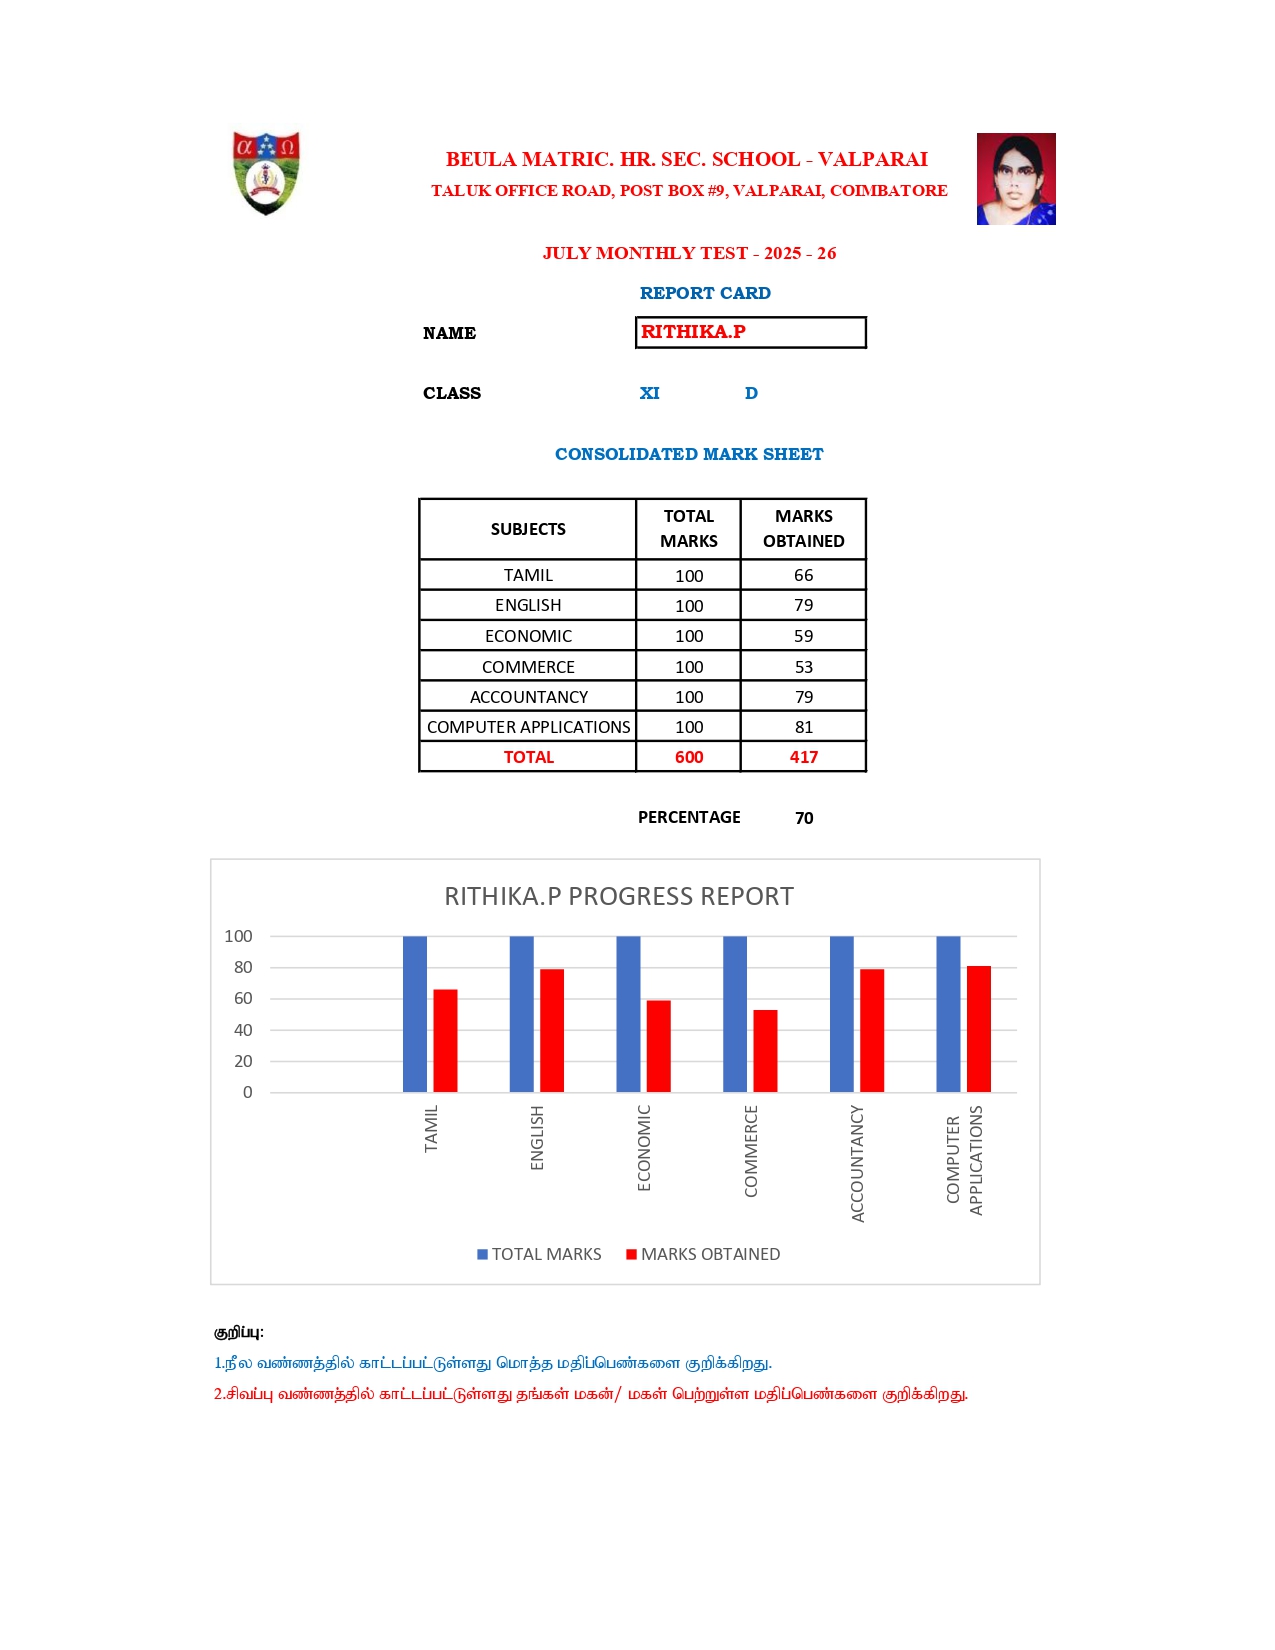 α Ω
BEULA MATRIC. HR. SEC. SCHOOL - VALPARAI
TALUK OFFICE ROAD, POST BOX #9, VALPARAI, COIMBATORE
JULY MONTHLY TEST - 2025 - 26
REPORT CARD
NAME RITHIKA.P
CLASS XI D
CONSOLIDATED MARK SHEET
SUBJECTS TOTAL MARKS MARKS OBTAINED
TAMIL 100 66
ENGLISH 100 79
ECONOMIC 100 59
COMMERCE 100 53
ACCOUNTANCY 100 79
COMPUTER APPLICATIONS 100 81
TOTAL 600 417
PERCENTAGE 70
RITHIKA.P PROGRESS REPORT
100
80
60
40
20
0
TAMIL
ENGLISH
ECONOMIC
COMMERCE
ACCOUNTANCY
COMPUTER
APPLICATIONS
TOTAL MARKS MARKS OBTAINED
குறிப்பு:
1.நீல வண்ணத்தில் காட்டப்பட்டுள்ளது மொத்த மதிப்பெண்களை குறிக்கிறது.
2.சிவப்பு வண்ணத்தில் காட்டப்பட்டுள்ளது தங்கள் மகன்/ மகள் பெற்றுள்ள மதிப்பெண்களை குறிக்கிறது.